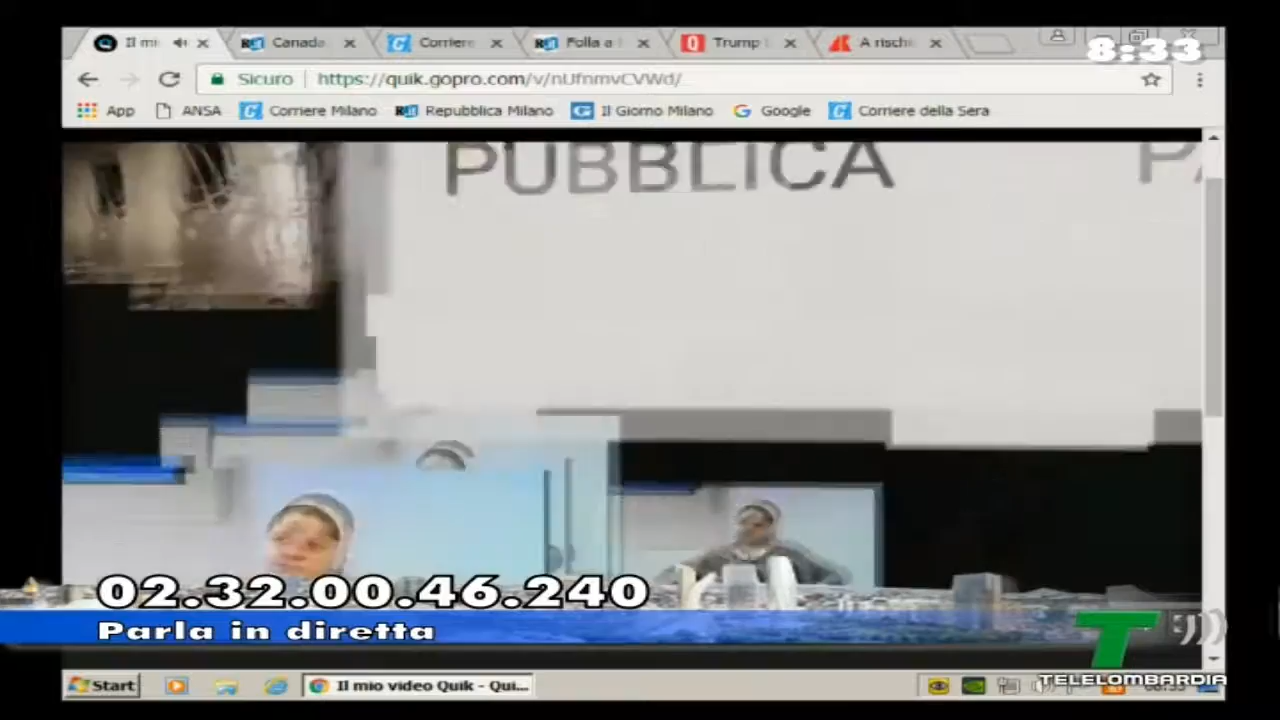 Il mi
Canada
Corriere
Folla a
Trump
A risch
8:33
Sicuro
https://quik.gopro.com/v/nUfnmvCVWd/
App
ANSA
Corriere Milano
Repubblica Milano
Il Giorno Milano
Google
Corriere della Sera
PUBBLICA
02.32.00.46.240
Parla in diretta
T
TELELOMBARDIA
Start
Il mio video Quik - Qui...